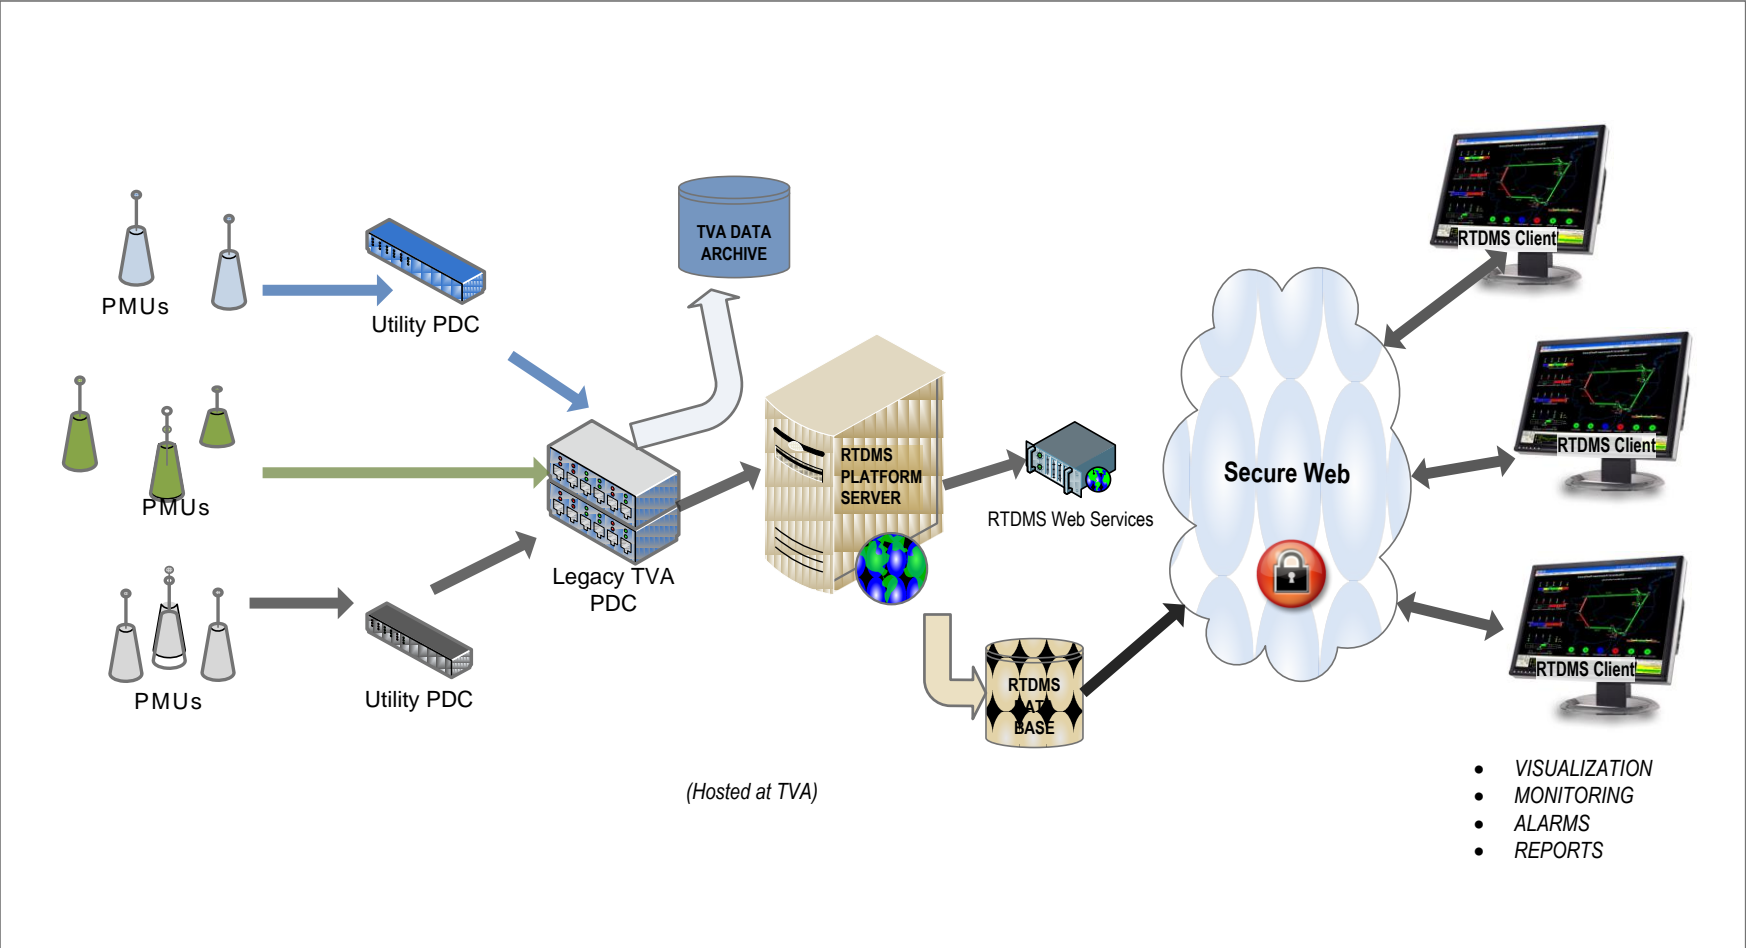 PMUs
Utility PDC
TVA DATA
ARCHIVE
PMUs
Legacy TVA
PDC
PMUs
Utility PDC
RTDMS
PLATFORM
SERVER
RTDMS Web Services
RTDMS
DATA
BASE
(Hosted at TVA)
Secure Web
RTDMS Client
RTDMS Client
RTDMS Client
• VISUALIZATION
• MONITORING
• ALARMS
• REPORTS